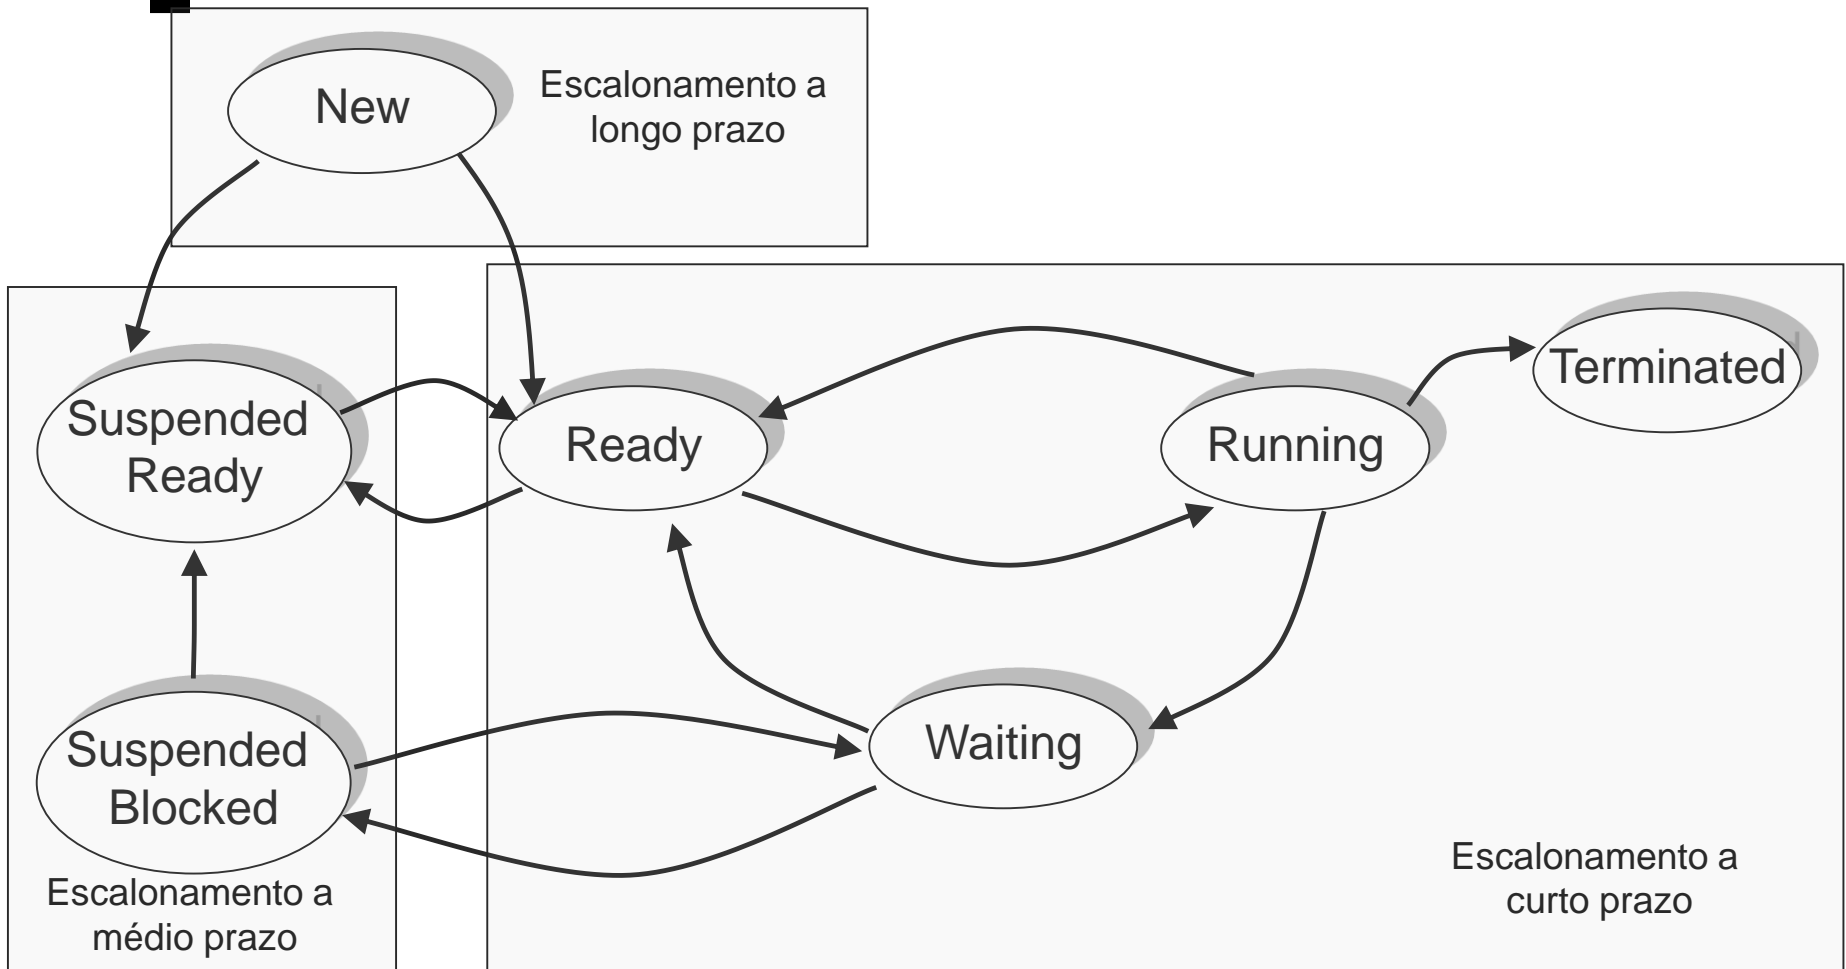 New
Escalonamento a
longo prazo
Suspended
Ready
Ready
Running
Terminated
Suspended
Blocked
Waiting
Escalonamento a
médio prazo
Escalonamento a
curto prazo